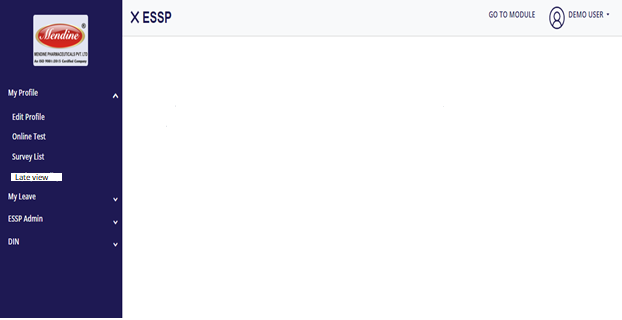 Mendine
®
MENDINE PHARMACEUTICALS PVT. LTD
An ISO 9001:2015 Certified Company
X ESSP
GO TO MODULE
DEMO USER
My Profile
Edit Profile
Online Test
Survey List
Late view
My Leave
ESSP Admin
DIN